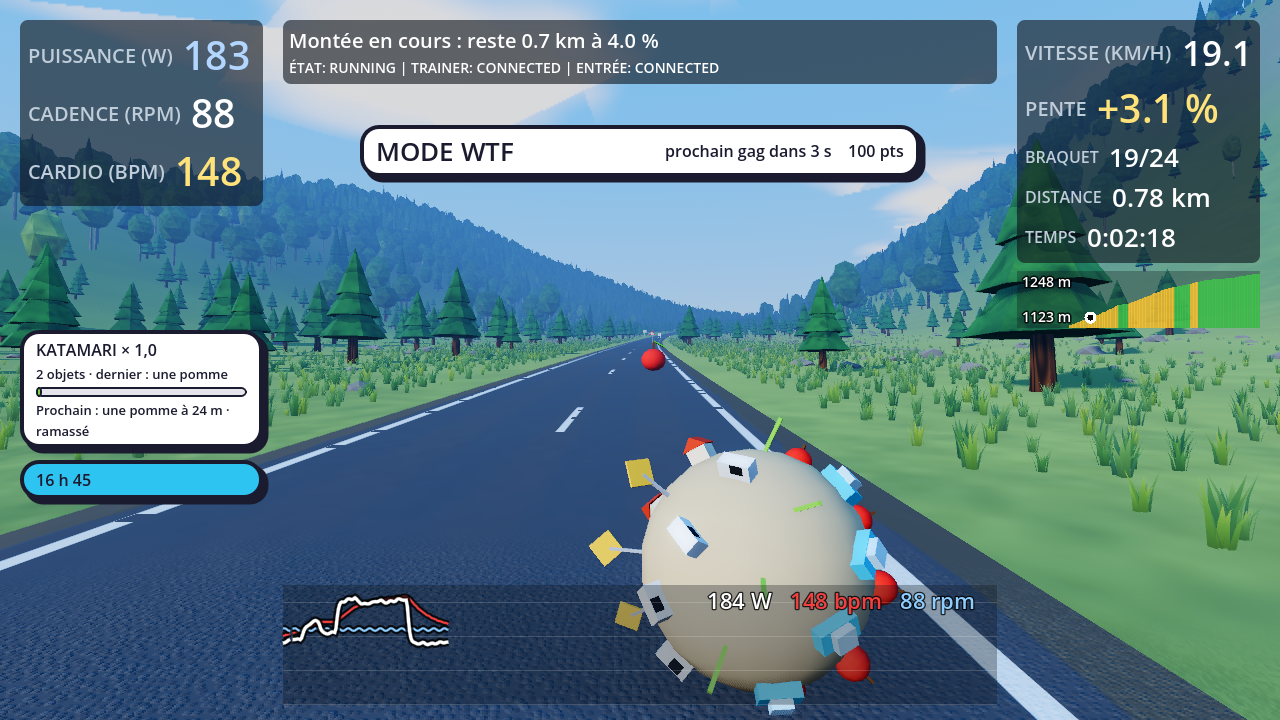 PUISSANCE (W) 183
CADENCE (RPM) 88
CARDIO (BPM) 148
Montée en cours : reste 0.7 km à 4.0 %
ÉTAT: RUNNING | TRAINER: CONNECTED | ENTRÉE: CONNECTED
MODE WTF prochain gag dans 3 s 100 pts
VITESSE (KM/H) 19.1
PENTE +3.1 %
BRAQUET 19/24
DISTANCE 0.78 km
TEMPS 0:02:18
1248 m
1123 m
KATAMARI × 1,0
2 objets · dernier : une pomme
Prochain : une pomme à 24 m ·
ramassé
16 h 45
184 W 148 bpm 88 rpm